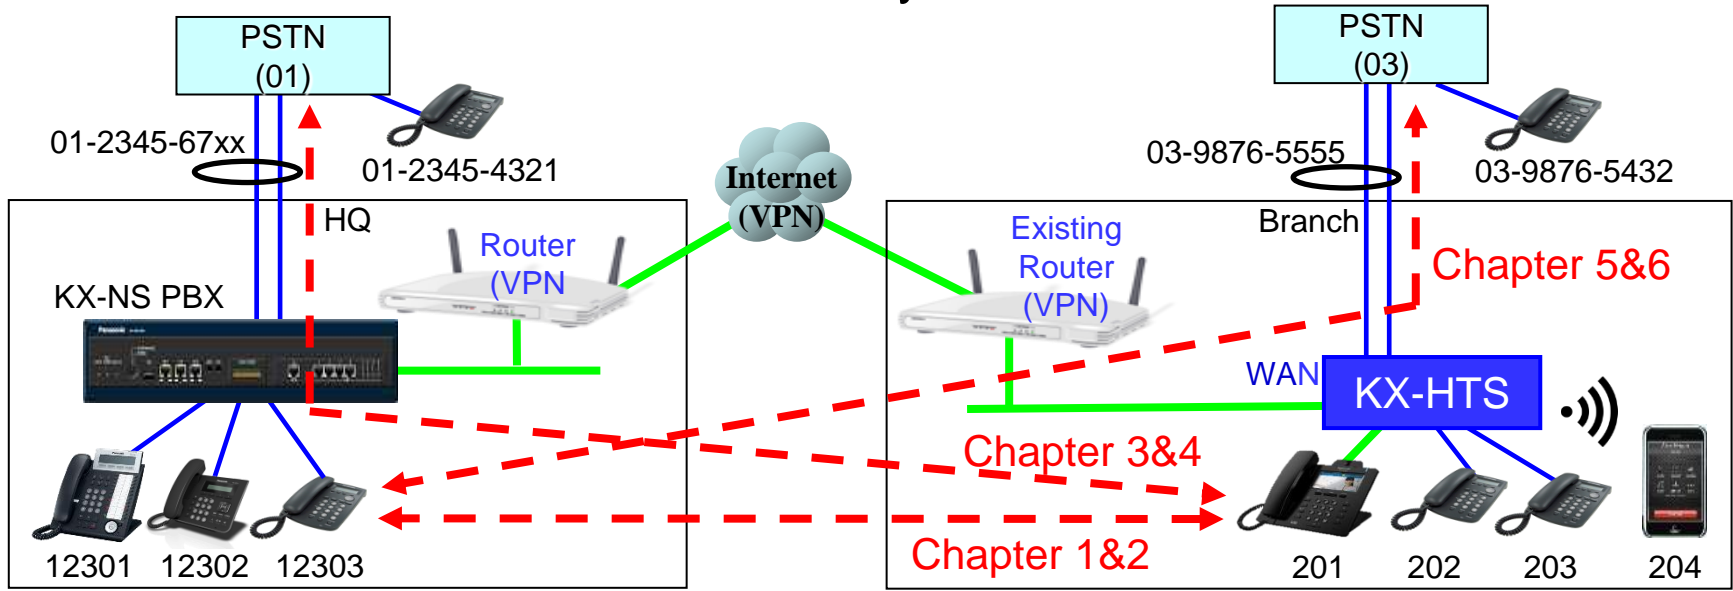 PSTN
(01)
01-2345-67xx
01-2345-4321
HQ
Router
(VPN
KX-NS PBX
Panasonic
12301
12302
12303
Internet
(VPN)
PSTN
(03)
03-9876-5555
03-9876-5432
Branch
Existing
Router
(VPN)
Chapter 5&6
WAN
KX-HTS
Chapter 3&4
Chapter 1&2
201
202
203
204